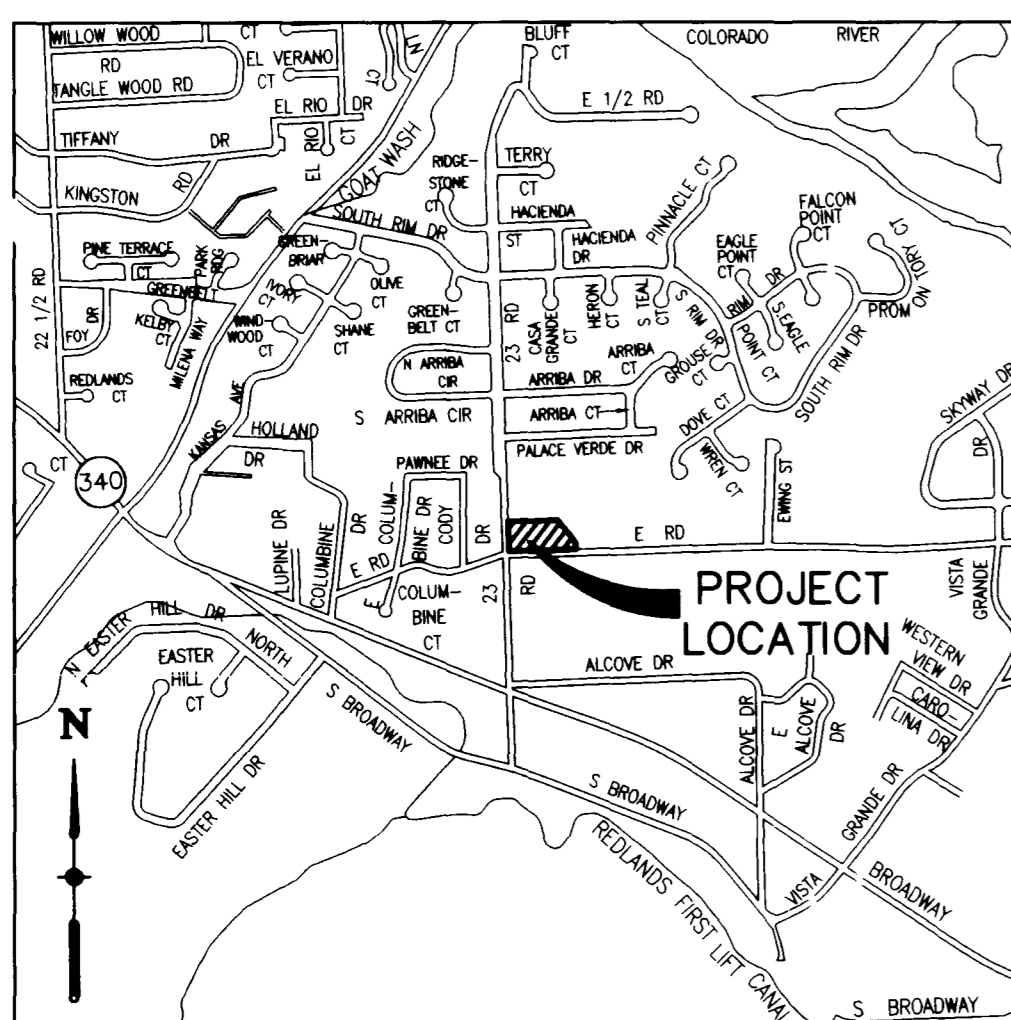 WILLOW WOOD
RD
TANGLE WOOD RD
TIFFANY DR
KINGSTON RD
CT
EL VERANO
CT
EL RIO DR
EL RIO CT
CT
LN
GOAT WASH
BLUFF
CT
COLORADO RIVER
E 1/2 RD
RIDGE-
STONE
CT
TERRY
CT
HACIENDA
ST
HACIENDA
DR
PINNACLE CT
FALCON
POINT
CT
EAGLE
POINT
CT
PROMONTORY CT
SOUTH RIM DR
GREEN-
BRIAR
CT
OLIVE
CT
IVORY
CT
SHANE
CT
WIND
WOOD
CT
GREEN-
BELT CT
23 RD
CASA
GRANDE
CT
HERON
CT
S TEAL
CT
S RIM DR
RIM DR
S. EAGLE
POINT CT
SOUTH RIM DR
GROUSE
CT
DOVE CT
WREN CT
PINE TERRACE
CT
PARK
RDG
GREENBELT
KELBY
CT
MILENA WAY
22 1/2 RD
FOY DR
REDLANDS
CT
CT
340
KANSAS AVE
HOLLAND
DR
N ARRIBA
CIR
S ARRIBA CIR
ARRIBA
CT
ARRIBA DR
ARRIBA CT
PALACE VERDE DR
PAWNEE DR
COLUM-
BINE DR
CODY
DR
LUPINE DR
COLUMBINE
DR
E RD
E
COLUM-
BINE
CT
23 RD
E RD
EWING ST
SKYWAY DR
DR
VISTA
GRANDE
PROJECT
LOCATION
WESTERN
VIEW DR
CARO-
LINA DR
ALCOVE DR
ALCOVE DR
E
ALCOVE
DR
N EASTER HILL DR
EASTER
HILL
CT
NORTH
EASTER HILL DR
S BROADWAY
S BROADWAY
VISTA GRANDE DR
BROADWAY
REDLANDS FIRST LIFT CANAL
S BROADWAY
N